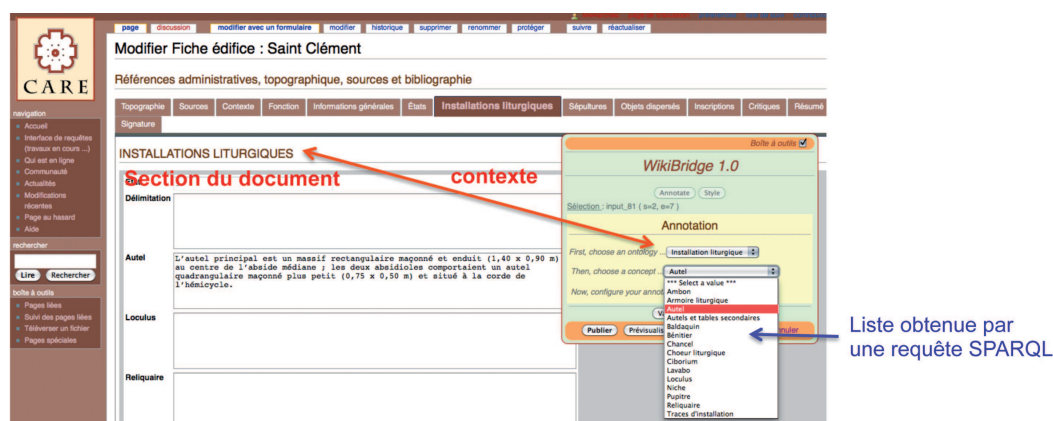 page discussion modifier avec un formulaire modifier historique supprimer renommer protéger suivre réactualiser
Modifier Fiche édifice : Saint Clément
CARE
Références administratives, topographique, sources et bibliographie
Topographie Sources Contexte Fonction Informations générales États Installations liturgiques Sépultures Objets dispersés Inscriptions Critiques Résumé
Signature
navigation
Accueil
Interface de requêtes
(travaux en cours ...)
Qui est en ligne
Communauté
Actualités
Modifications
récentes
Page au hasard
Aide
rechercher
Lire Rechercher
boîte à outils
Pages liées
Suivi des pages liées
Téléverser un fichier
Pages spéciales
INSTALLATIONS LITURGIQUES
Section du document
contexte
Délimitation
Autel
L'autel principal est un massif rectangulaire maçonné et enduit (1,40 x 0,90 m)
au centre de l'abside médiane ; les deux absidioles comportaient un autel
quadrangulaire maçonné plus petit (0,75 x 0,50 m) et situé à la corde de
l'hémicycle.
Loculus
Reliquaire
Boîte à outils
WikiBridge 1.0
Annotate Style
Sélection : input_81 ( s=2, e=7 )
Annotation
First, choose an ontology ... Installation liturgique
Then, choose a concept ... Autel
Now, configure your
Publier
*** Select a value ***
Ambon
Armoire liturgique
Autel
Autels et tables secondaires
Baldaquin
Bénitier
Chancel
Choeur liturgique
Ciborium
Lavabo
Loculus
Niche
Pupitre
Reliquaire
Traces d'installation
Liste obtenue par
une requête SPARQL